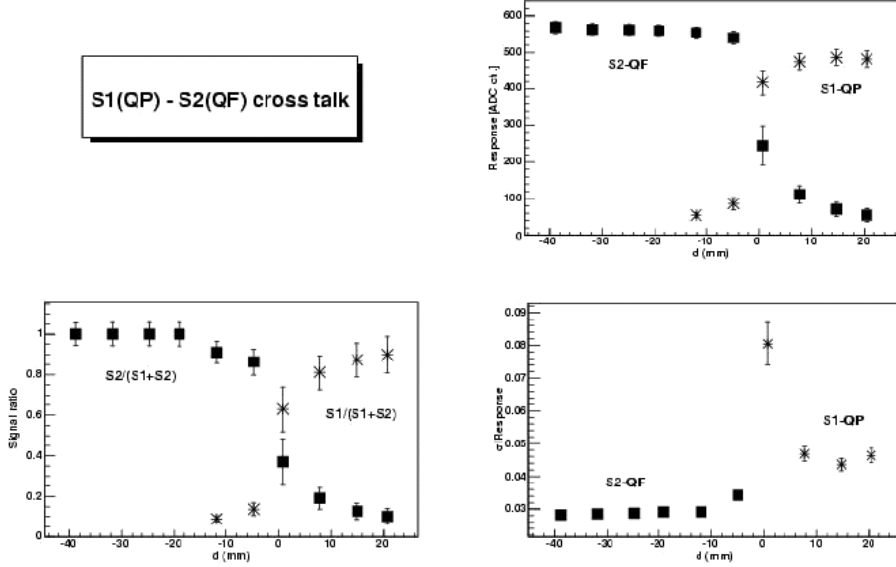 S1(QP) - S2(QF) cross talk
Response [ADC ch.]
600
500
400
300
200
100
0
S2-QF
S1-QP
-40 -30 -20 -10 0 10 20
d (mm)
Signal ratio
1
0.8
0.6
0.4
0.2
0
S2/(S1+S2)
S1/(S1+S2)
-40 -30 -20 -10 0 10 20
d (mm)
σ Response
0.09
0.08
0.07
0.06
0.05
0.04
0.03
S2-QF
S1-QP
-40 -30 -20 -10 0 10 20
d (mm)